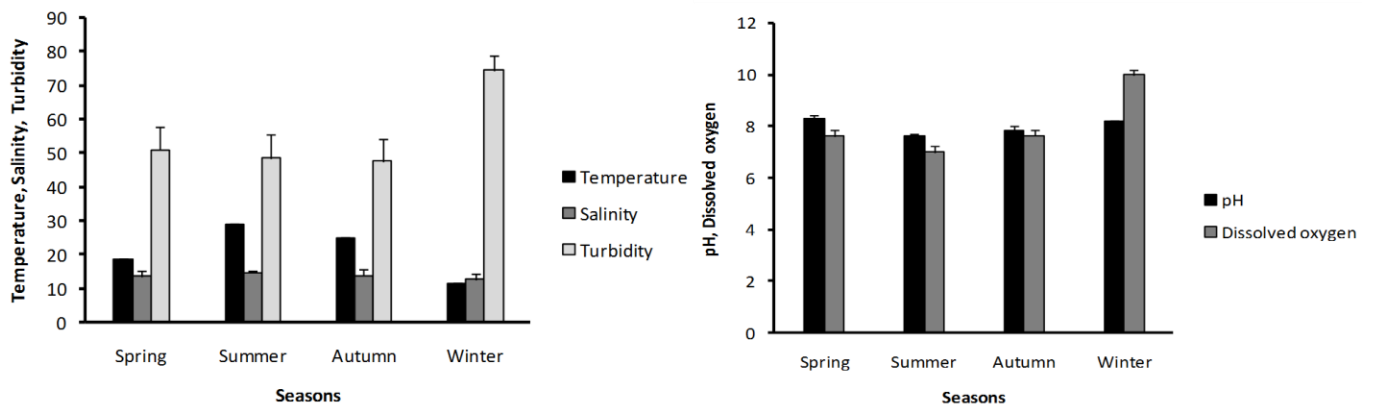 Temperature, Salinity, Turbidity
90
80
70
60
50
40
30
20
10
0
Spring
Summer
Autumn
Winter
Seasons
Temperature
Salinity
Turbidity
pH, Dissolved oxygen
12
10
8
6
4
2
0
Spring
Summer
Autumn
Winter
Seasons
pH
Dissolved oxygen